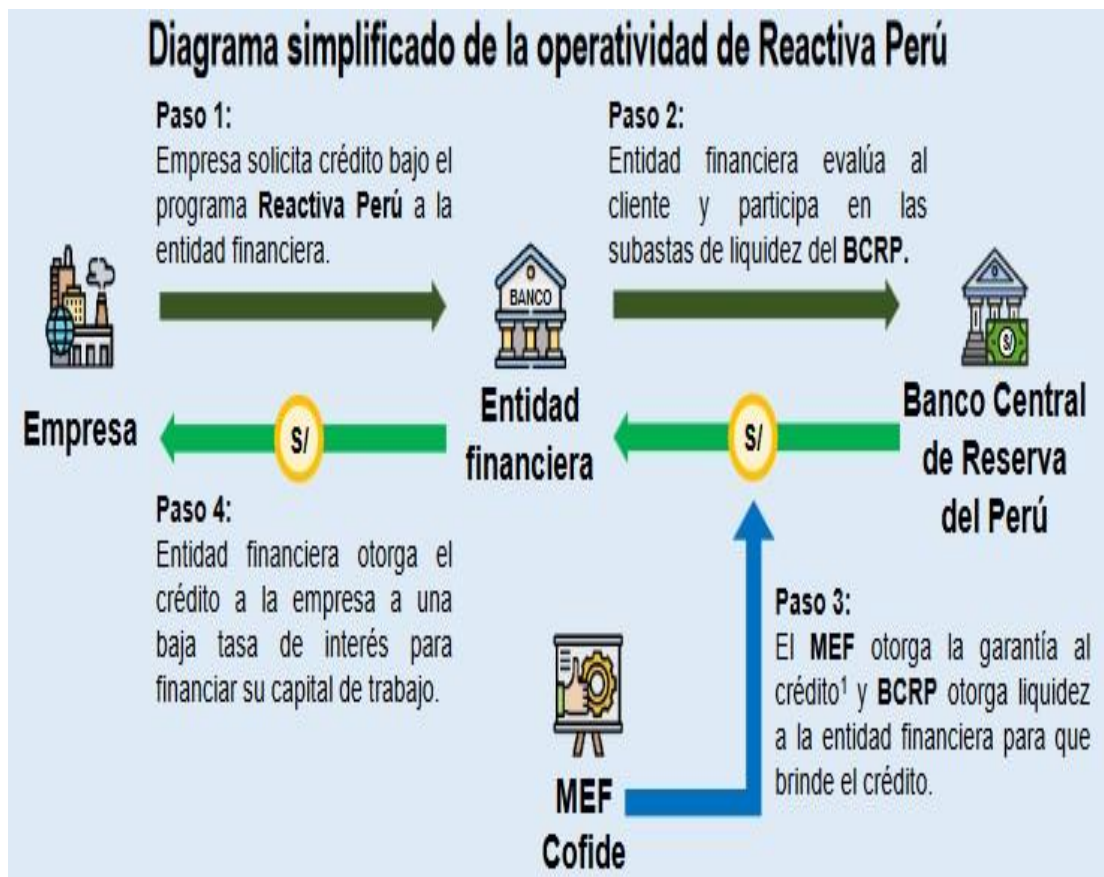 Diagrama simplificado de la operatividad de Reactiva Perú
Paso 1:
Empresa solicita crédito bajo el
programa Reactiva Perú a la
entidad financiera.
Paso 2:
Entidad financiera evalúa al
cliente y participa en las
subastas de liquidez del BCRP.
BANCO
S/
Empresa
S/
Entidad
financiera
S/
Banco Central
de Reserva
del Perú
Paso 4:
Entidad financiera otorga el
crédito a la empresa a una
baja tasa de interés para
financiar su capital de trabajo.
Paso 3:
El MEF otorga la garantía al
crédito¹ y BCRP otorga liquidez
a la entidad financiera para que
brinde el crédito.
MEF
Cofide